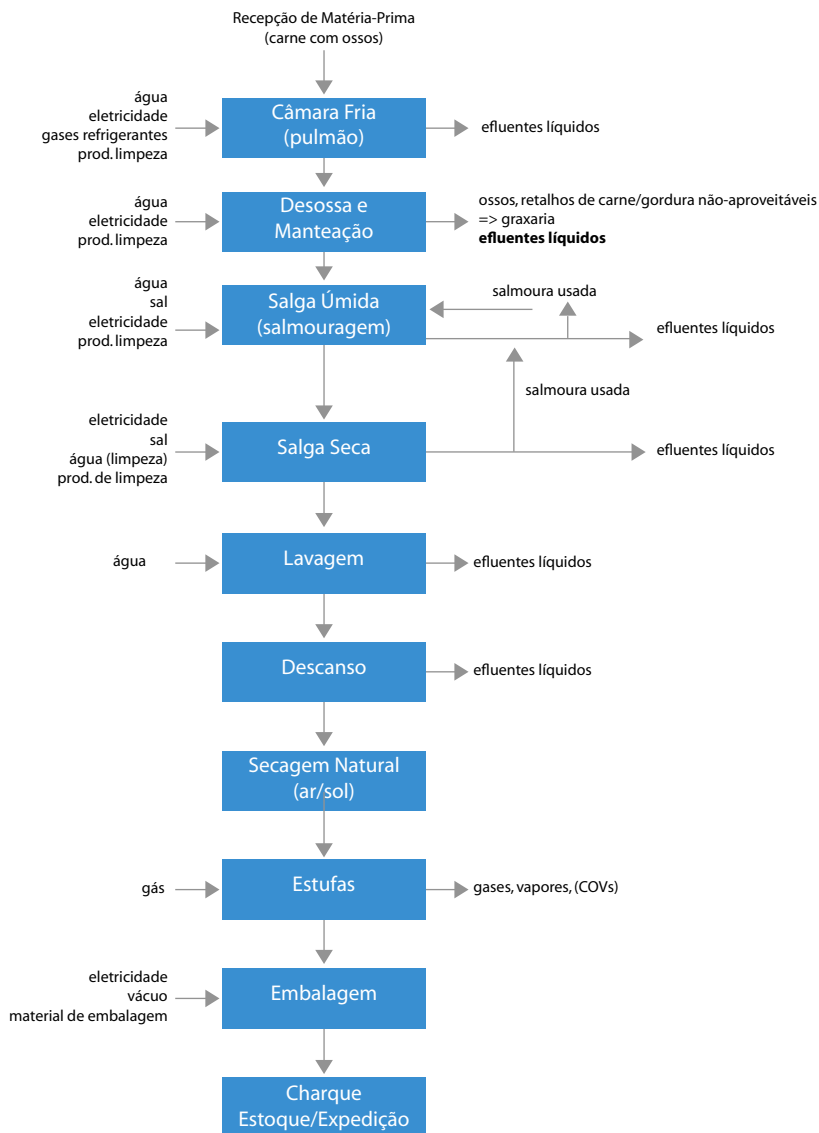 Recepção de Matéria-Prima
(carne com ossos)
água
eletricidade
gases refrigerantes
prod. limpeza
Câmara Fria
(pulmão)
efluentes líquidos
água
eletricidade
prod. limpeza
Desossa e
Manteação
ossos, retalhos de carne/gordura não-aproveitáveis
=> graxaria
efluentes líquidos
água
sal
eletricidade
prod. limpeza
Salga Úmida
(salmouragem)
salmoura usada
efluentes líquidos
salmoura usada
eletricidade
sal
água (limpeza)
prod. de limpeza
Salga Seca
efluentes líquidos
água
Lavagem
efluentes líquidos
Descanso
efluentes líquidos
Secagem Natural
(ar/sol)
gás
Estufas
gases, vapores, (COVs)
eletricidade
vácuo
material de embalagem
Embalagem
Charque
Estoque/Expedição